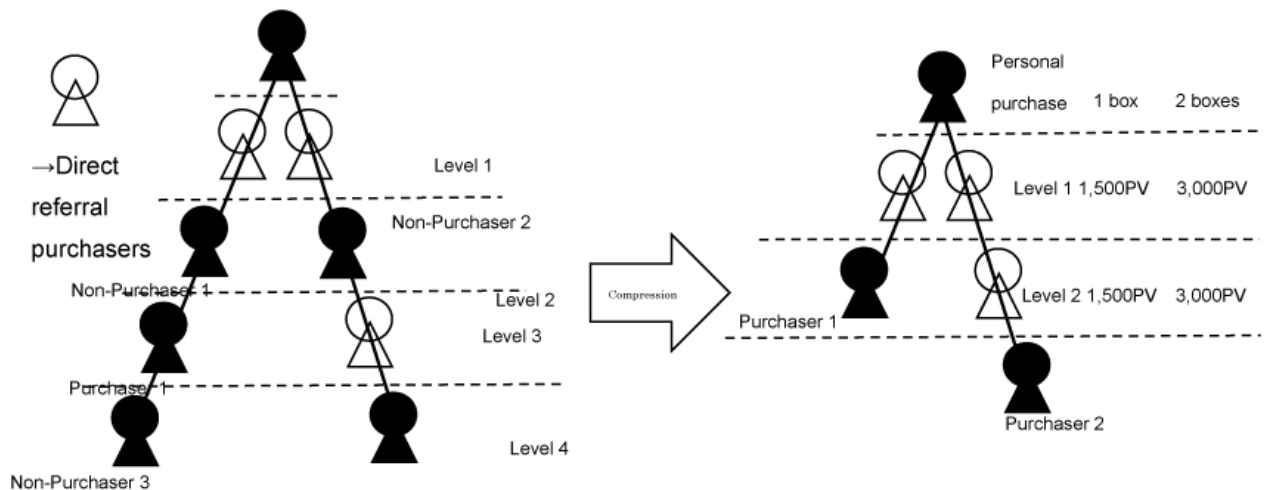 →Direct
referral
purchasers
Level 1
Non-Purchaser 2
Non-Purchaser 1
Level 2
Level 3
Purchase 1
Level 4
Non-Purchaser 3
Compression
Personal
purchase 1 box 2 boxes
Level 1 1,500PV 3,000PV
Level 2 1,500PV 3,000PV
Purchaser 1
Purchaser 2